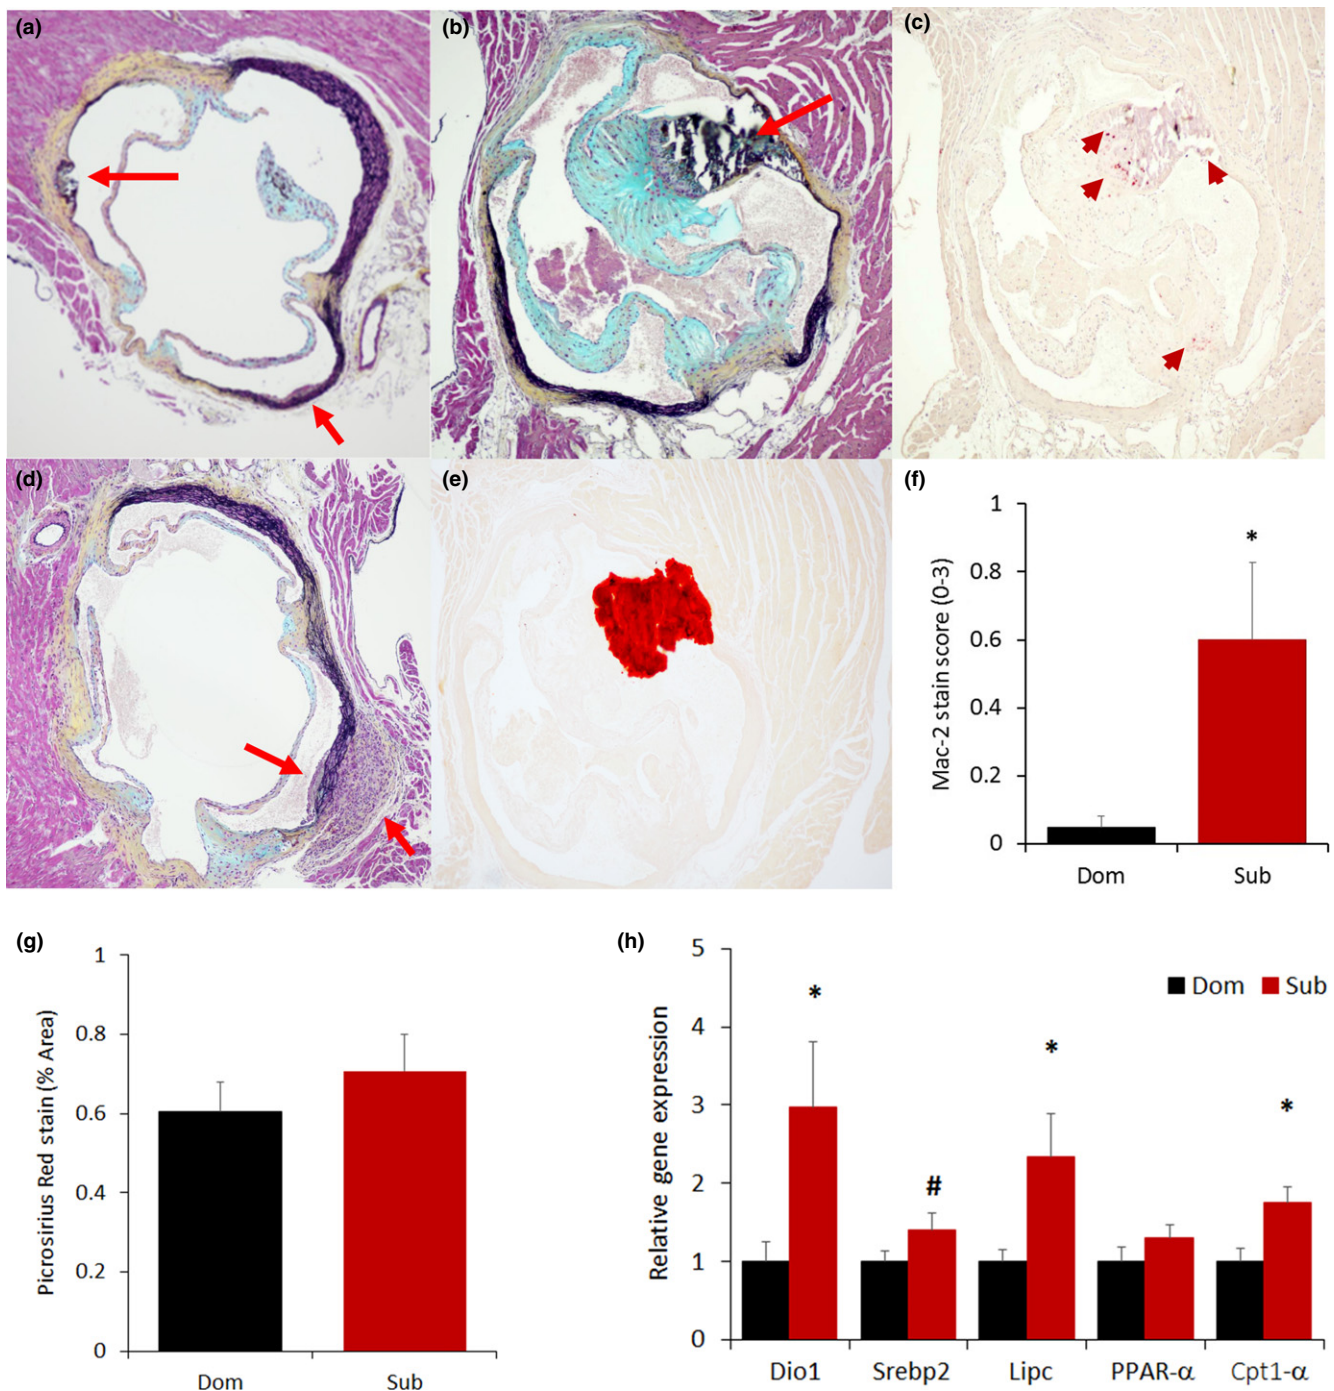 (a)
(b)
(c)
(d)
(e)
(f)
Mac-2 stain score (0-3)
1
0.8
0.6
0.4
0.2
0
*
Dom
Sub
(g)
Picrosirius Red stain (% Area)
1
0.8
0.6
0.4
0.2
0
Dom
Sub
(h)
Relative gene expression
5
4
3
2
1
0
Dom
Sub
*
#
*
*
Dio1
Srebp2
Lipc
PPAR-α
Cpt1-α